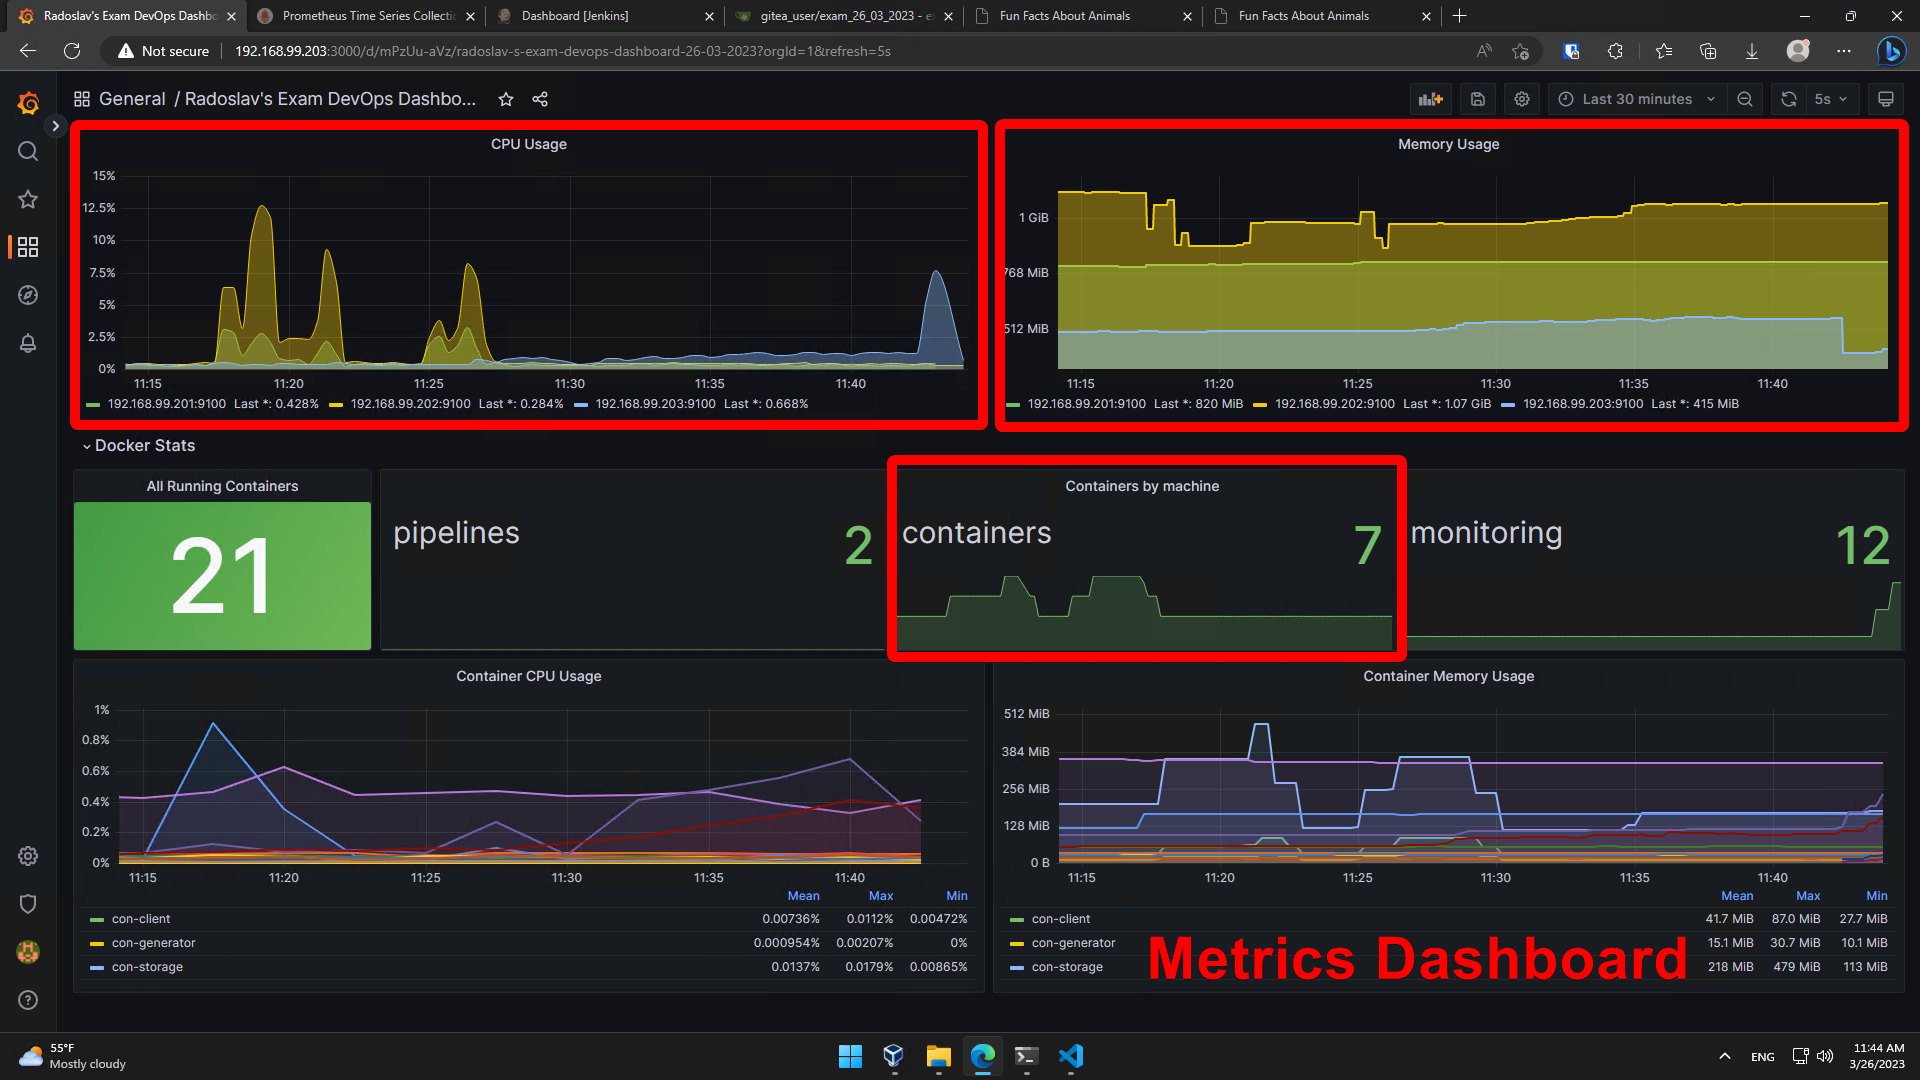 Radoslav's Exam DevOps Dashbo
Prometheus Time Series Collectic
Dashboard [Jenkins]
gitea_user/exam_26_03_2023 - e
Fun Facts About Animals
Fun Facts About Animals
Not secure
192.168.99.203:3000/d/mPzUu-aVz/radoslav-s-exam-devops-dashboard-26-03-2023?orgId=1&refresh=5s
General / Radoslav's Exam DevOps Dashbo...
Last 30 minutes
5s
CPU Usage
15%
12.5%
10%
7.5%
5%
2.5%
0%
11:15 11:20 11:25 11:30 11:35 11:40
192.168.99.201:9100 Last *: 0.428% 192.168.99.202:9100 Last *: 0.284% 192.168.99.203:9100 Last *: 0.668%
Memory Usage
1 GiB
768 MiB
512 MiB
11:15 11:20 11:25 11:30 11:35 11:40
192.168.99.201:9100 Last *: 820 MiB 192.168.99.202:9100 Last *: 1.07 GiB 192.168.99.203:9100 Last *: 415 MiB
Docker Stats
All Running Containers
21
Containers by machine
pipelines 2
containers 7
monitoring 12
Container CPU Usage
1%
0.8%
0.6%
0.4%
0.2%
0%
11:15 11:20 11:25 11:30 11:35 11:40
Mean Max Min
con-client 0.00736% 0.0112% 0.00472%
con-generator 0.000954% 0.00207% 0%
con-storage 0.0137% 0.0179% 0.00865%
Container Memory Usage
512 MiB
384 MiB
256 MiB
128 MiB
0 B
11:15 11:20 11:25 11:30 11:35 11:40
Mean Max Min
con-client 41.7 MiB 87.0 MiB 27.7 MiB
con-generator 15.1 MiB 30.7 MiB 10.1 MiB
con-storage 218 MiB 479 MiB 113 MiB
Metrics Dashboard
55°F
Mostly cloudy
ENG
11:44 AM
3/26/2023